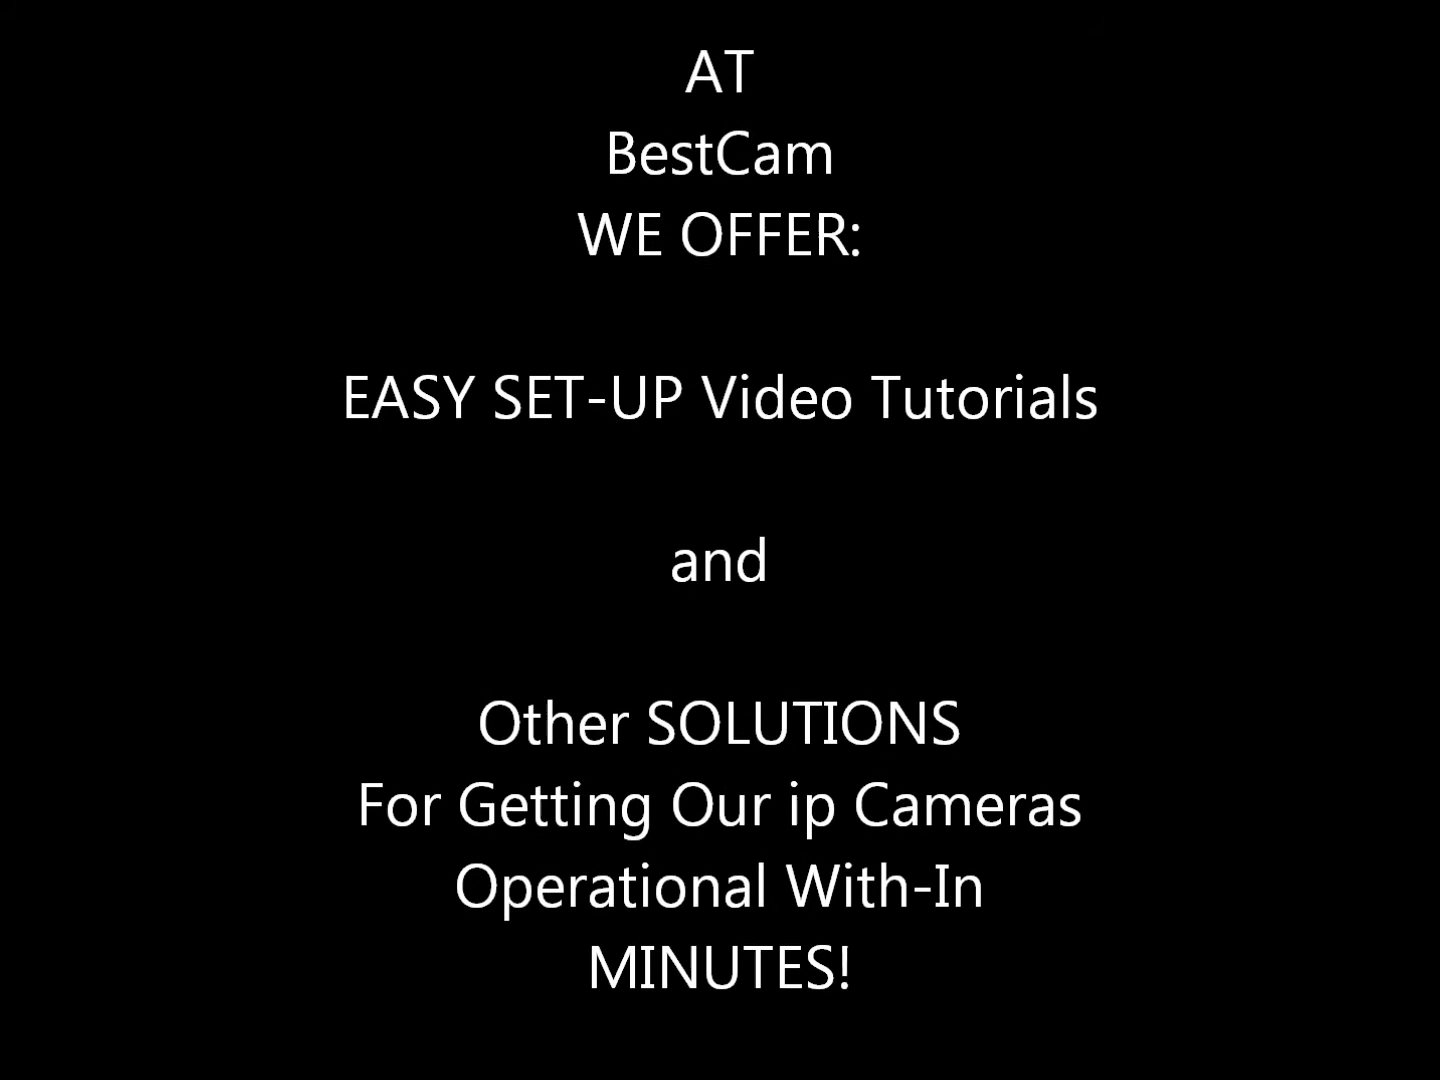 AT
BestCam
WE OFFER:
EASY SET-UP Video Tutorials
and
Other SOLUTIONS
For Getting Our ip Cameras
Operational With-In
MINUTES!